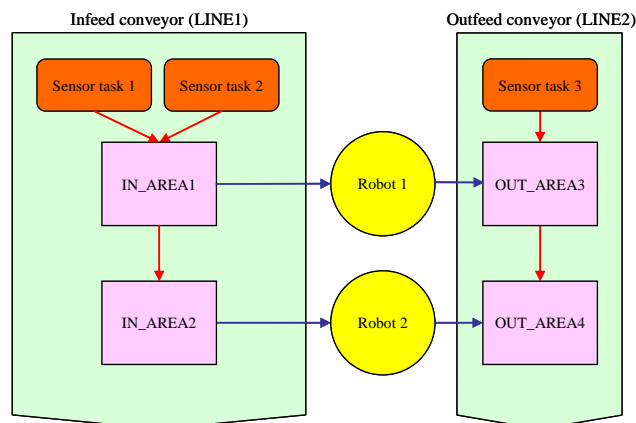 Infeed conveyor (LINE1)
Outfeed conveyor (LINE2)
Sensor task 1
Sensor task 2
Sensor task 3
IN_AREA1
Robot 1
OUT_AREA3
IN_AREA2
Robot 2
OUT_AREA4